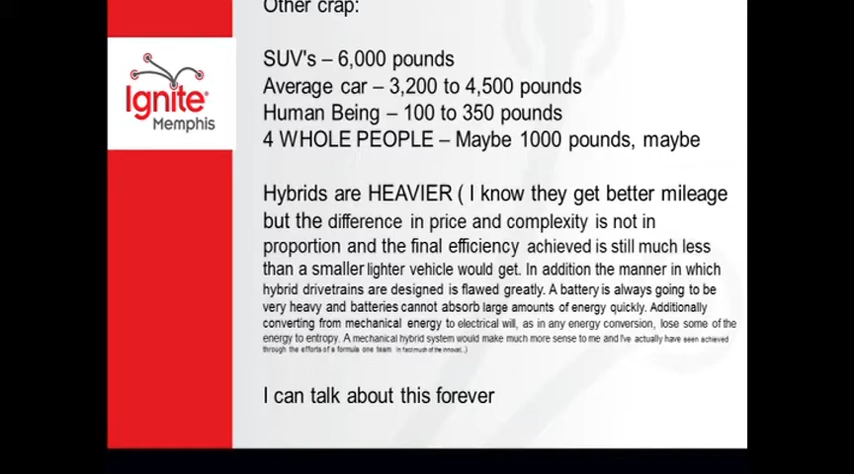 Other crap:
Ignite
Memphis
SUV's – 6,000 pounds
Average car – 3,200 to 4,500 pounds
Human Being – 100 to 350 pounds
4 WHOLE PEOPLE – Maybe 1000 pounds, maybe
Hybrids are HEAVIER ( I know they get better mileage
but the difference in price and complexity is not in
proportion and the final efficiency achieved is still much less
than a smaller lighter vehicle would get. In addition the manner in which
hybrid drivetrains are designed is flawed greatly. A battery is always going to be
very heavy and batteries cannot absorb large amounts of energy quickly. Additionally
converting from mechanical energy to electrical will, as in any energy conversion, lose some of the
energy to entropy. A mechanical hybrid system would make much more sense to me and I've actually have seen achieved
through the efforts of a formula one team. In fact much of the
I can talk about this forever